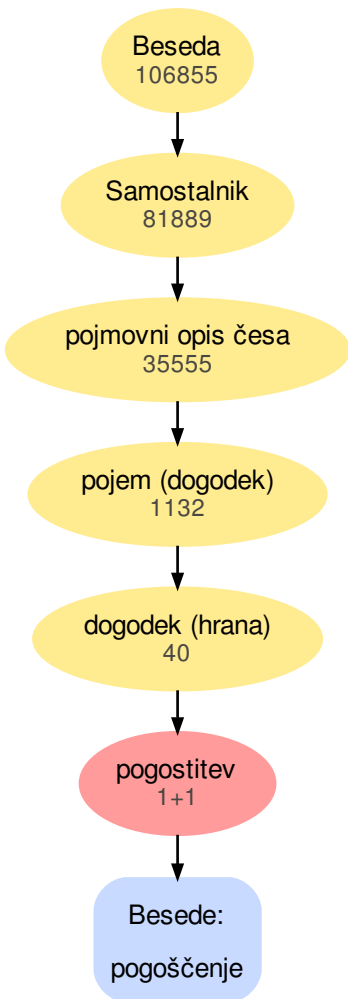 Beseda
106855
Samostalnik
81889
pojmovni opis česa
35555
pojem (dogodek)
1132
dogodek (hrana)
40
pogostitev
1+1
Besede:
pogoščenje